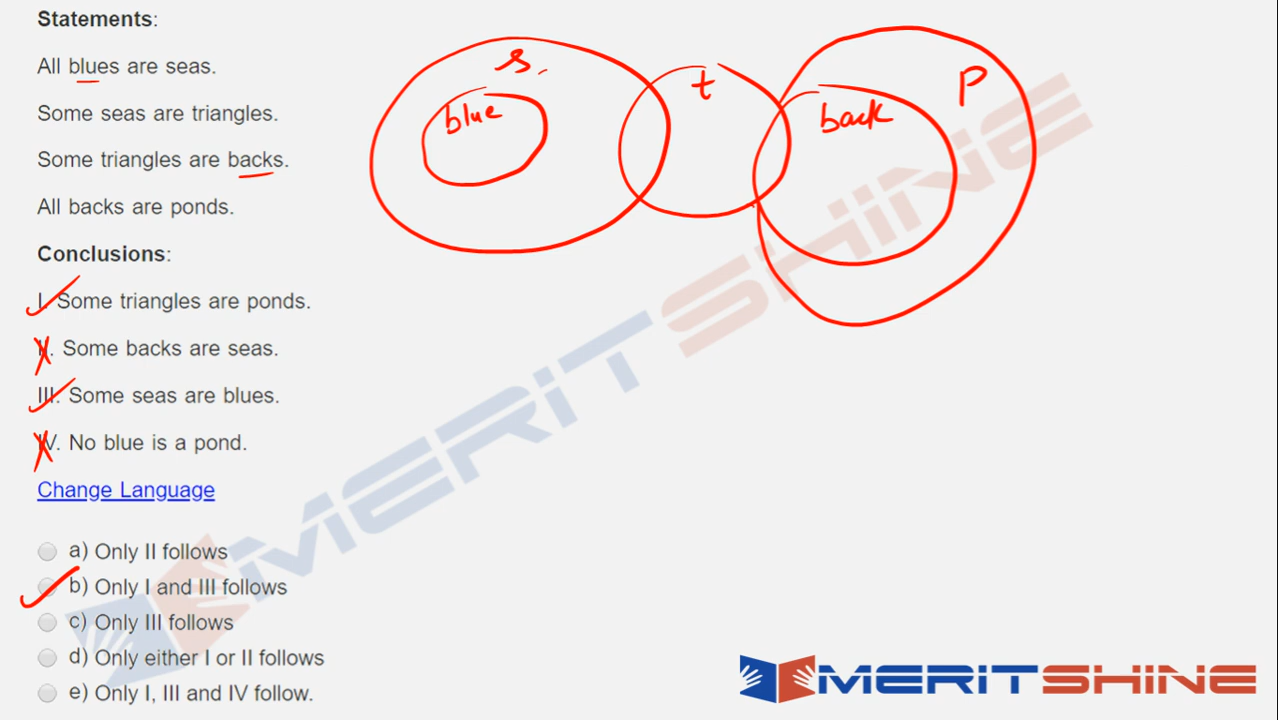 Statements:
All blues are seas.
Some seas are triangles.
Some triangles are backs.
All backs are ponds.
Conclusions:
I. Some triangles are ponds.
II. Some backs are seas.
III. Some seas are blues.
IV. No blue is a pond.
Change Language
a) Only II follows
b) Only I and III follows
c) Only III follows
d) Only either I or II follows
e) Only I, III and IV follow.
s.
blue
t
back
P
MERITSHINE
MERITSHINE